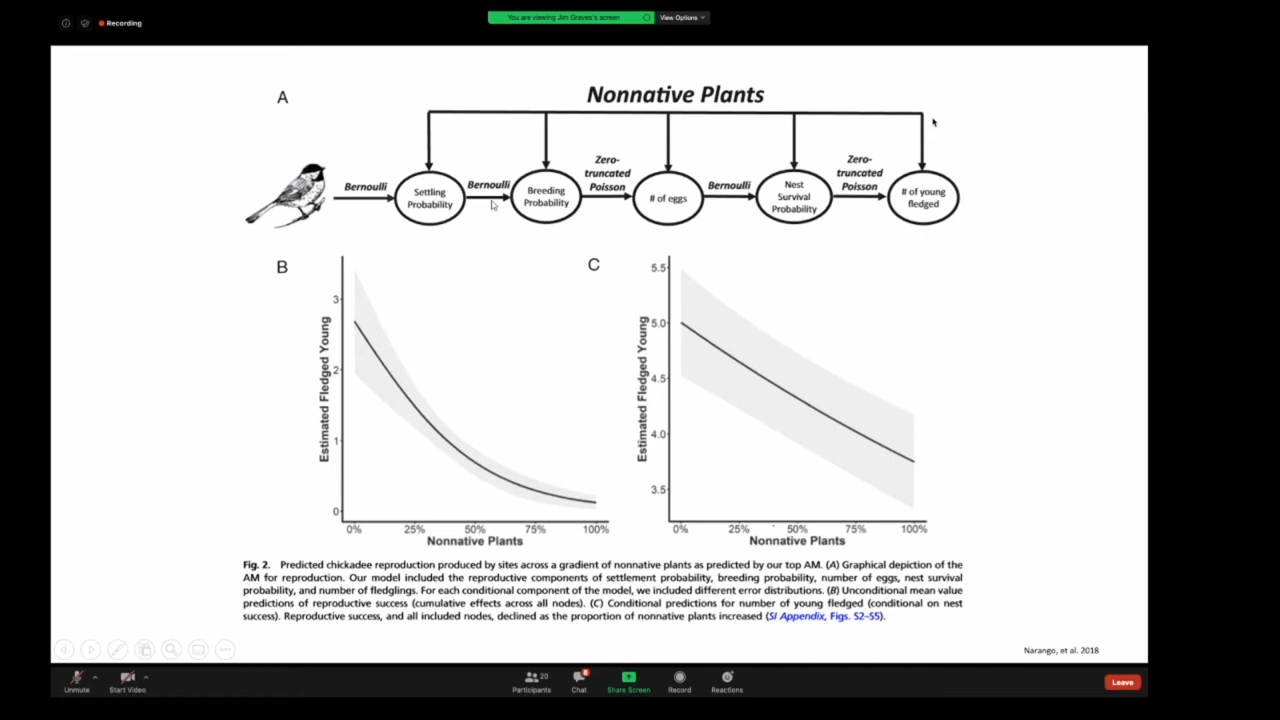 Recording
You are viewing Jim Graves's screen
View Options
A
Nonnative Plants
Bernoulli
Settling
Probability
Bernoulli
Breeding
Probability
Zero-
truncated
Poisson
# of eggs
Bernoulli
Nest
Survival
Probability
Zero-
truncated
Poisson
# of young
fledged
B
Estimated Fledged Young
3
2
1
0
0% 25% 50% 75% 100%
Nonnative Plants
C
Estimated Fledged Young
5.5
5.0
4.5
4.0
3.5
0% 25% 50% 75% 100%
Nonnative Plants
Fig. 2. Predicted chickadee reproduction produced by sites across a gradient of nonnative plants as predicted by our top AM. (A) Graphical depiction of the
AM for reproduction. Our model included the reproductive components of settlement probability, breeding probability, number of eggs, nest survival
probability, and number of fledglings. For each conditional component of the model, we included different error distributions. (B) Unconditional mean value
predictions of reproductive success (cumulative effects across all nodes). (C) Conditional predictions for number of young fledged (conditional on nest
success). Reproductive success, and all included nodes, declined as the proportion of nonnative plants increased (SI Appendix, Figs. S2–S5).
Narango, et al. 2018
Unmute
Start Video
20
Participants
8
Chat
Share Screen
Record
Reactions
Leave